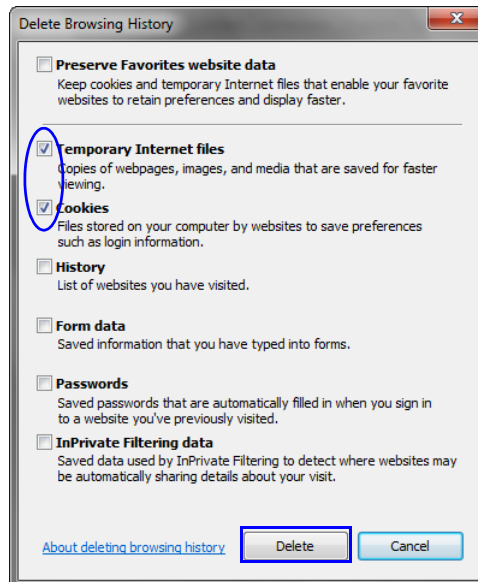 Delete Browsing History
Preserve Favorites website data
Keep cookies and temporary Internet files that enable your favorite
websites to retain preferences and display faster.
Temporary Internet files
Copies of webpages, images, and media that are saved for faster
viewing.
Cookies
Files stored on your computer by websites to save preferences
such as login information.
History
List of websites you have visited.
Form data
Saved information that you have typed into forms.
Passwords
Saved passwords that are automatically filled in when you sign in
to a website you've previously visited.
InPrivate Filtering data
Saved data used by InPrivate Filtering to detect where websites may
be automatically sharing details about your visit.
About deleting browsing history Delete Cancel